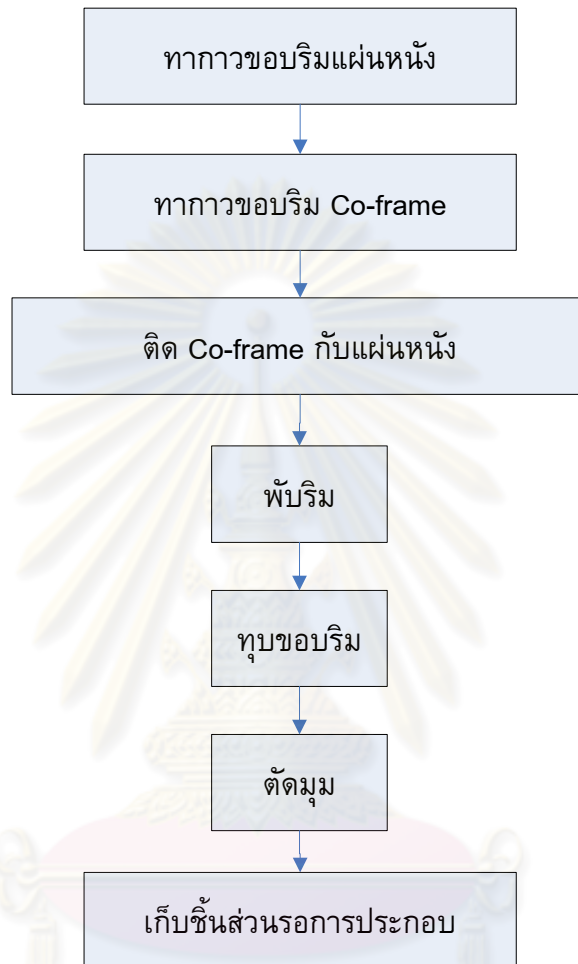 ทากาวขอบริมแผ่นหนัง
ทากาวขอบริม Co-frame
ติด Co-frame กับแผ่นหนัง
พับริม
ทุบขอบริม
ตัดมุม
เก็บชิ้นส่วนรอการประกอบ